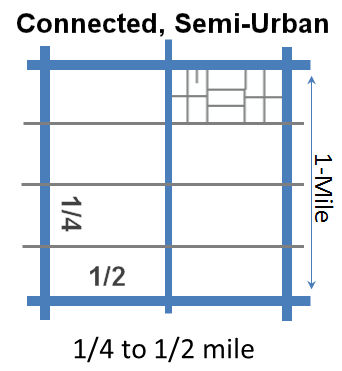 Connected, Semi-Urban
1-Mile
1/4
1/2
1/4 to 1/2 mile